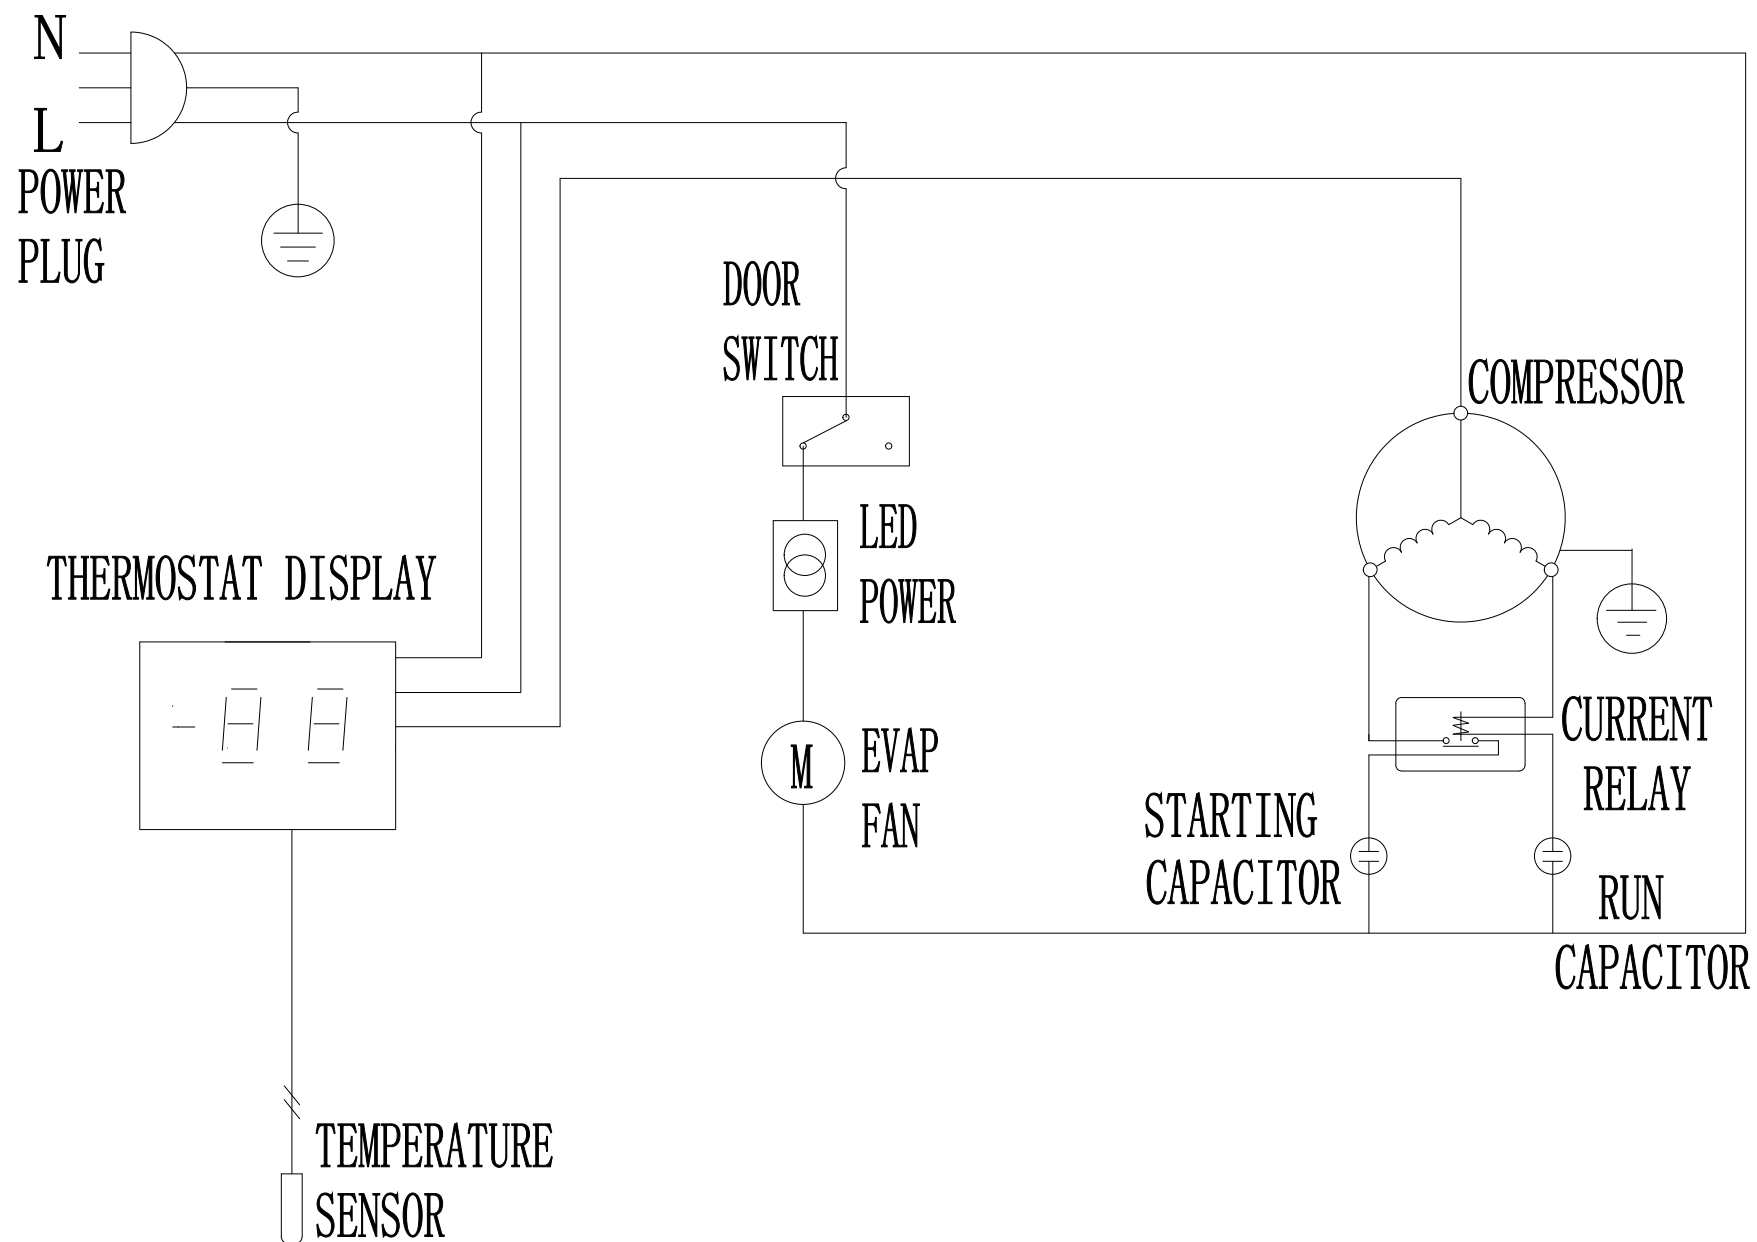 N
L
POWER
PLUG
DOOR
SWITCH
COMPRESSOR
LED
POWER
THERMOSTAT DISPLAY
-88
M
EVAP
FAN
CURRENT
RELAY
STARTING
CAPACITOR
RUN
CAPACITOR
TEMPERATURE
SENSOR